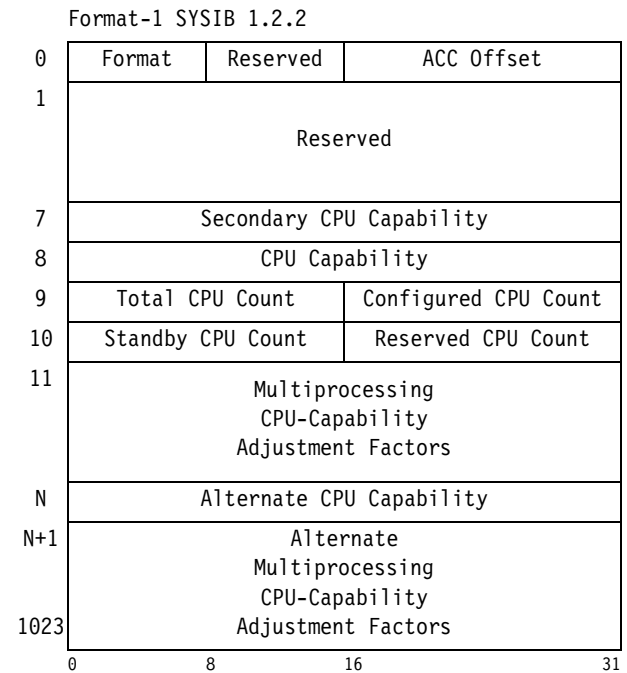 Format-1 SYSIB 1.2.2
0 Format Reserved ACC Offset
1
Reserved
7 Secondary CPU Capability
8 CPU Capability
9 Total CPU Count Configured CPU Count
10 Standby CPU Count Reserved CPU Count
11
Multiprocessing
CPU-Capability
Adjustment Factors
N Alternate CPU Capability
N+1 Alternate
Multiprocessing
CPU-Capability
1023 Adjustment Factors
0 8 16 31